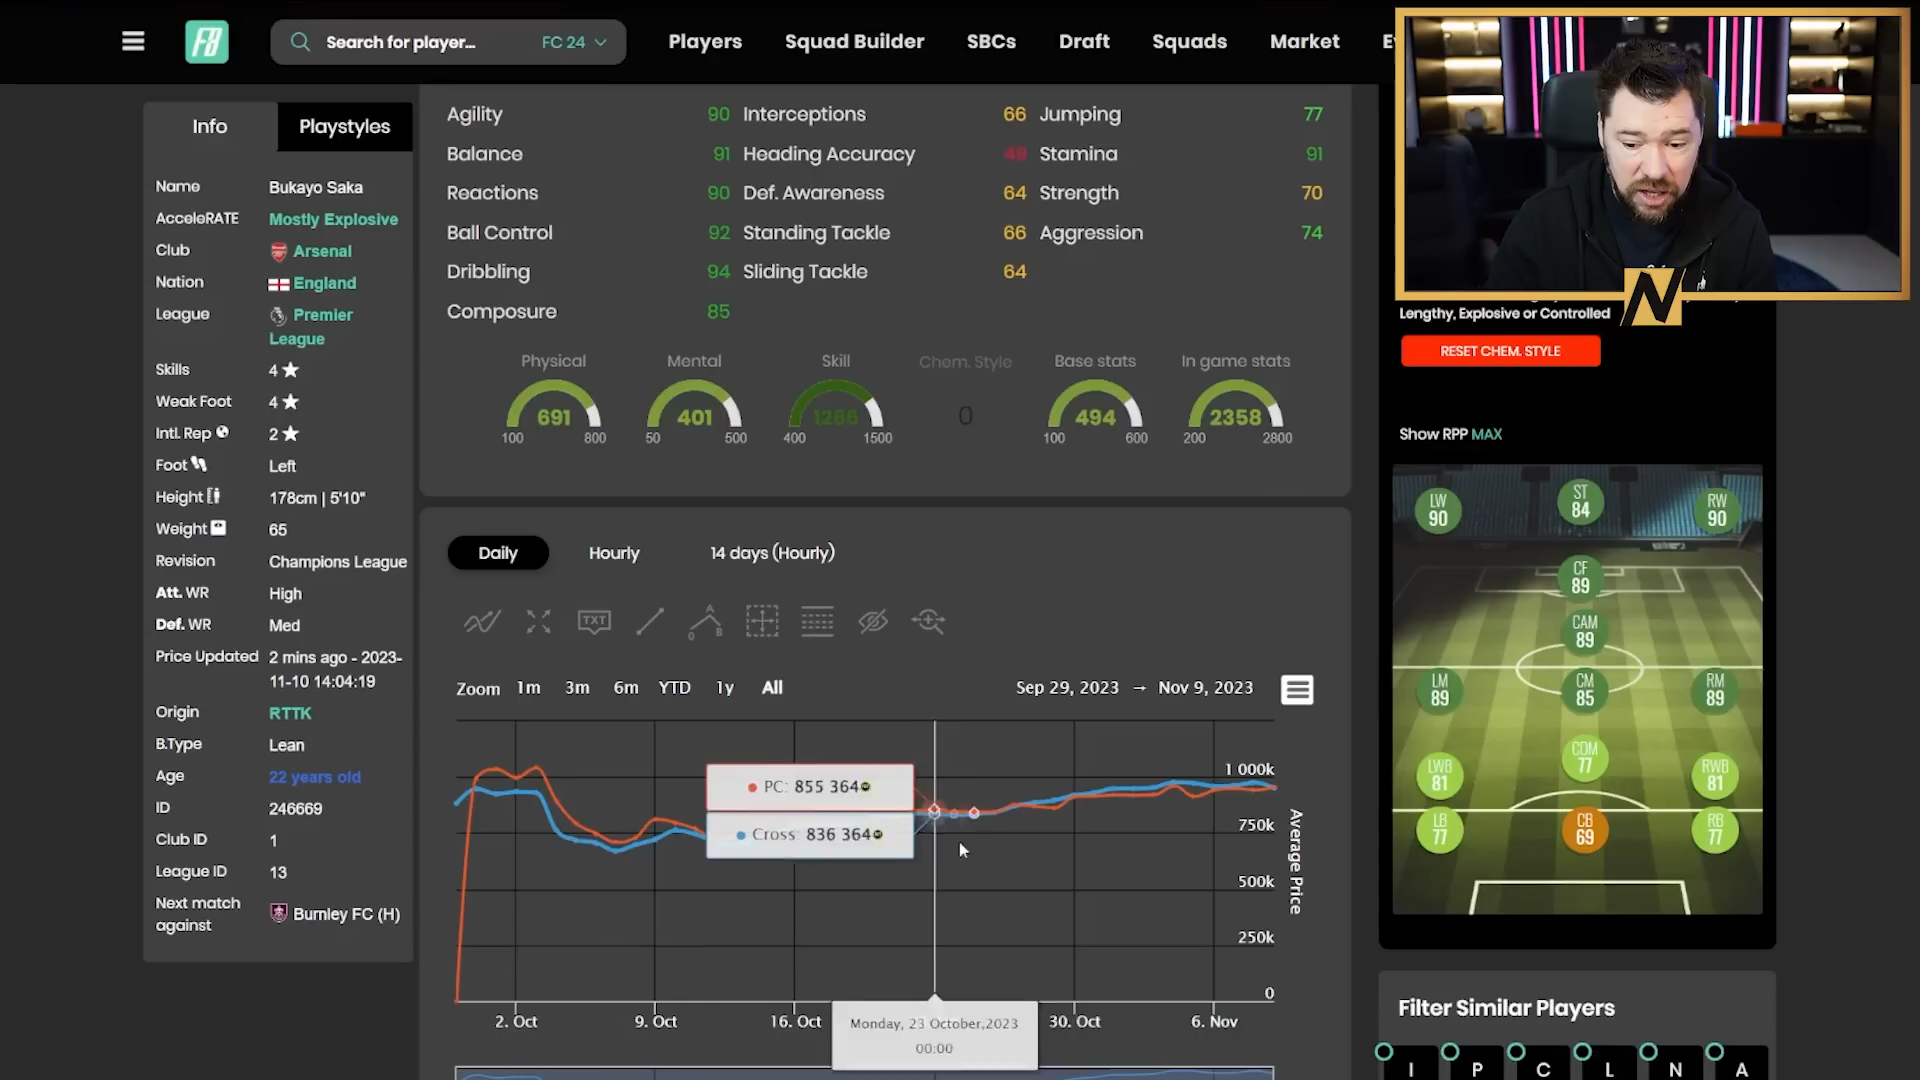 FB
Search for player...
FC 24
Players
Squad Builder
SBCs
Draft
Squads
Market
Info
Playstyles
Name Bukayo Saka
AcceleRATE Mostly Explosive
Club Arsenal
Nation England
League Premier
League
Skills 4
Weak Foot 4
Intl. Rep 2
Foot Left
Height 178cm | 5'10"
Weight 65
Revision Champions League
Att. WR High
Def. WR Med
Price Updated 2 mins ago - 2023-
11-10 14:04:19
Origin RTTK
B.Type Lean
Age 22 years old
ID 246669
Club ID 1
League ID 13
Next match
against
Burnley FC (H)
Agility 90 Interceptions 66 Jumping 77
Balance 91 Heading Accuracy 49 Stamina 91
Reactions 90 Def. Awareness 64 Strength 70
Ball Control 92 Standing Tackle 66 Aggression 74
Dribbling 94 Sliding Tackle 64
Composure 85
Physical Mental Skill Chem. Style Base stats In game stats
691 401 1286 0 494 2358
100 800 50 500 400 1500 100 600 200 2800
Daily Hourly 14 days (Hourly)
TXT
A
0 B
Zoom 1m 3m 6m YTD 1y All
Sep 29, 2023 → Nov 9, 2023
PC: 855 364
Cross: 836 364
1 000k
750k
500k
250k
0
Average Price
2. Oct 9. Oct 16. Oct 30. Oct 6. Nov
Monday, 23 October,2023
00:00
N
Lengthy, Explosive or Controlled
RESET CHEM. STYLE
Show RPP MAX
LW
90
ST
84
RW
90
CF
89
CAM
89
LM
89
CM
85
RM
89
LWB
81
CDM
77
RWB
81
LB
77
CB
69
RB
77
Filter Similar Players
I P C L N A